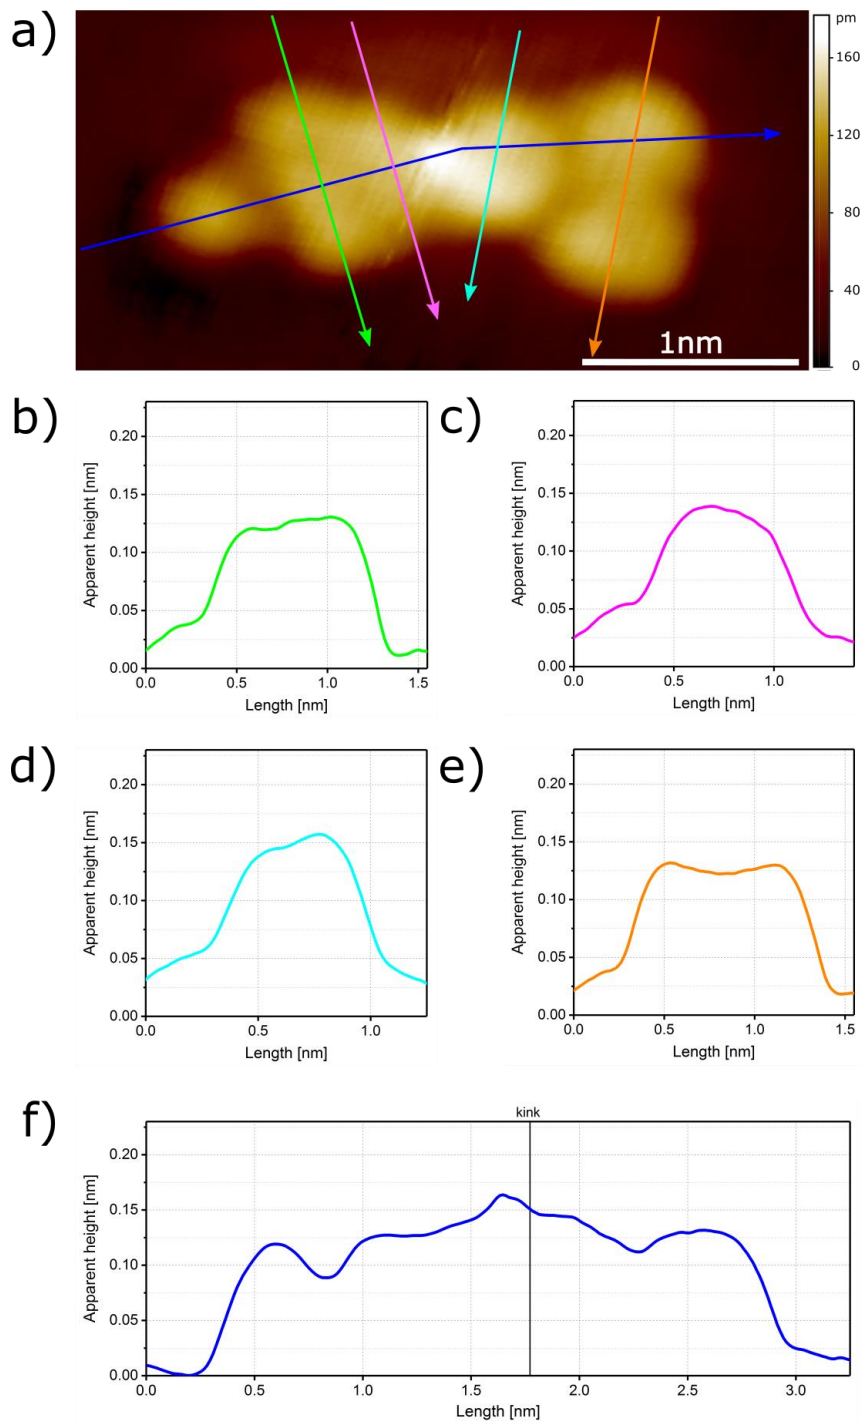 a)
pm
160
120
80
40
0
1nm
b)
Apparent height [nm]
0.20
0.15
0.10
0.05
0.00
0.0 0.5 1.0 1.5
Length [nm]
c)
Apparent height [nm]
0.20
0.15
0.10
0.05
0.00
0.0 0.5 1.0
Length [nm]
d)
Apparent height [nm]
0.20
0.15
0.10
0.05
0.00
0.0 0.5 1.0
Length [nm]
e)
Apparent height [nm]
0.20
0.15
0.10
0.05
0.00
0.0 0.5 1.0 1.5
Length [nm]
f)
kink
Apparent height [nm]
0.20
0.15
0.10
0.05
0.00
0.0 0.5 1.0 1.5 2.0 2.5 3.0
Length [nm]